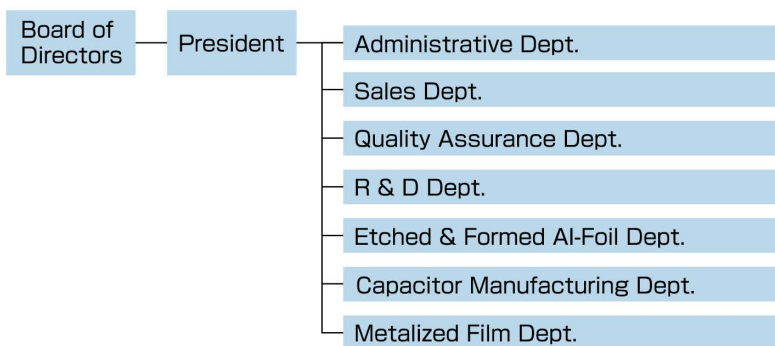 Board of
Directors
President
Administrative Dept.
Sales Dept.
Quality Assurance Dept.
R & D Dept.
Etched & Formed Al-Foil Dept.
Capacitor Manufacturing Dept.
Metalized Film Dept.